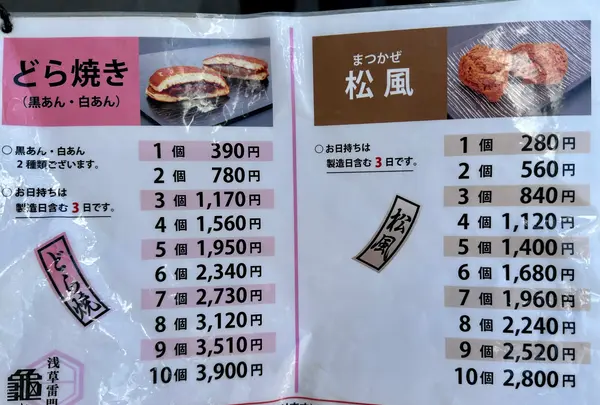 どら焼き
（黒あん・白あん）
○ 黒あん・白あん
2種類ございます。
○ お日持ちは
製造日含む3日です。
どら焼
1個 390円
2個 780円
3個 1,170円
4個 1,560円
5個 1,950円
6個 2,340円
7個 2,730円
8個 3,120円
9個 3,510円
10個 3,900円
浅草雷門
まつかぜ
松風
○ お日持ちは
製造日含む3日です。
松風
1個 280円
2個 560円
3個 840円
4個 1,120円
5個 1,400円
6個 1,680円
7個 1,960円
8個 2,240円
9個 2,520円
10個 2,800円